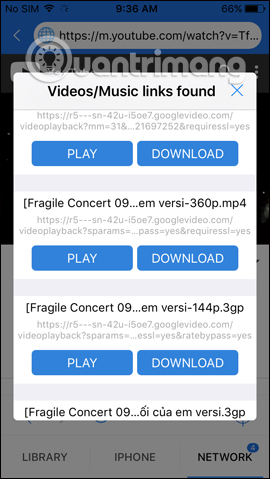 No SIM 9:36 AM 66%
https://m.youtube.com/watch?v=Tf...
quantrimang
Videos/Music links found
https://r5---sn-42u-i5oe7.googlevideo.com/
videoplayback?mm=31&...21697252&requiressl=yes
PLAY DOWNLOAD
[Fragile Concert 09...em versi-360p.mp4
https://r5---sn-42u-i5oe7.googlevideo.com/
videoplayback?sparams=...pass=yes&requiressl=yes
PLAY DOWNLOAD
[Fragile Concert 09...em versi-144p.3gp
https://r5---sn-42u-i5oe7.googlevideo.com/
videoplayback?sparams=...essl=yes&ratebypass=yes
PLAY DOWNLOAD
[Fragile Concert 09...ối của em versi.3gp
LIBRARY IPHONE NETWORK 4